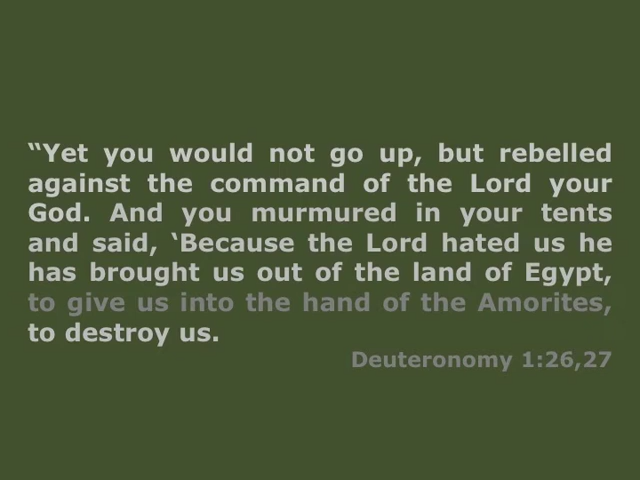 “Yet you would not go up, but rebelled
against the command of the Lord your
God. And you murmured in your tents
and said, ‘Because the Lord hated us he
has brought us out of the land of Egypt,
to give us into the hand of the Amorites,
to destroy us.
Deuteronomy 1:26,27